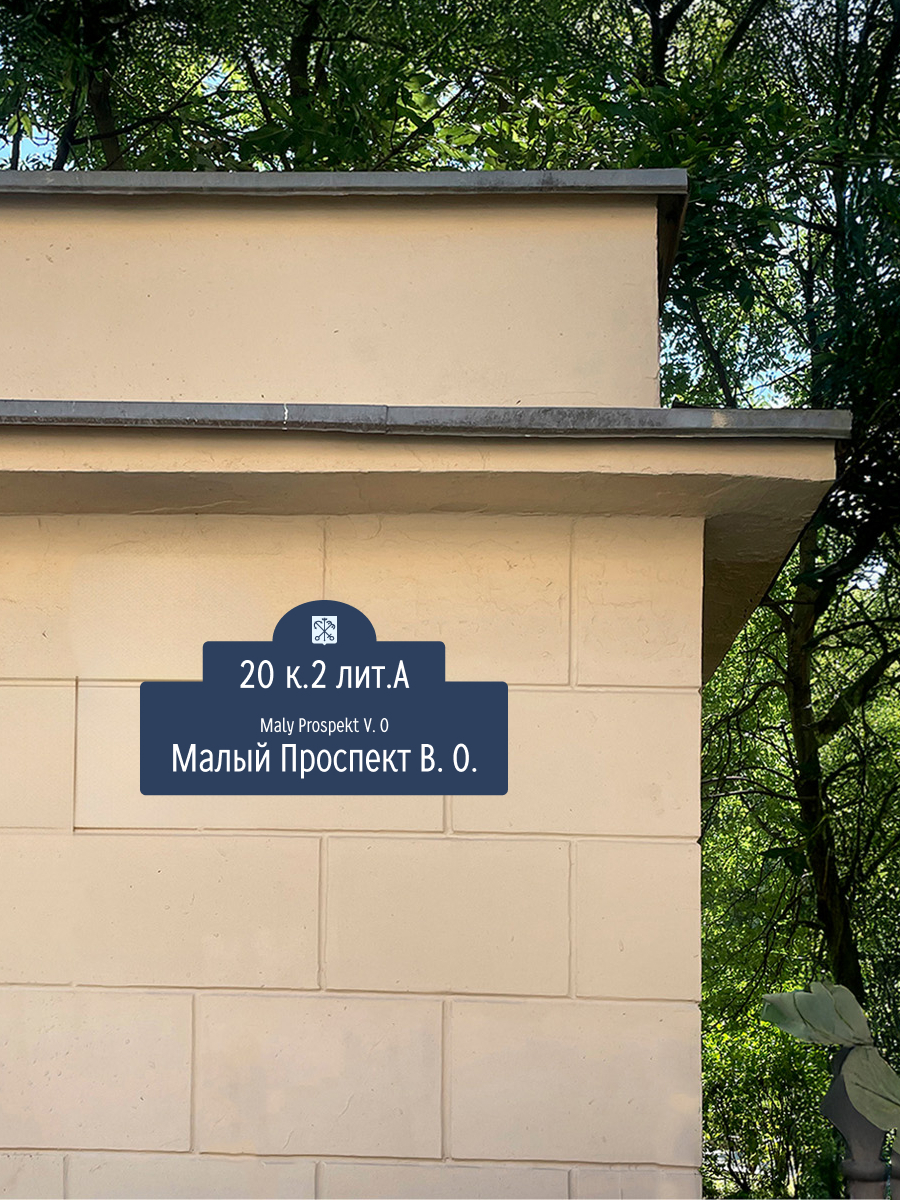 20 к.2 лит.А
Maly Prospekt V. O
Малый Проспект В. О.